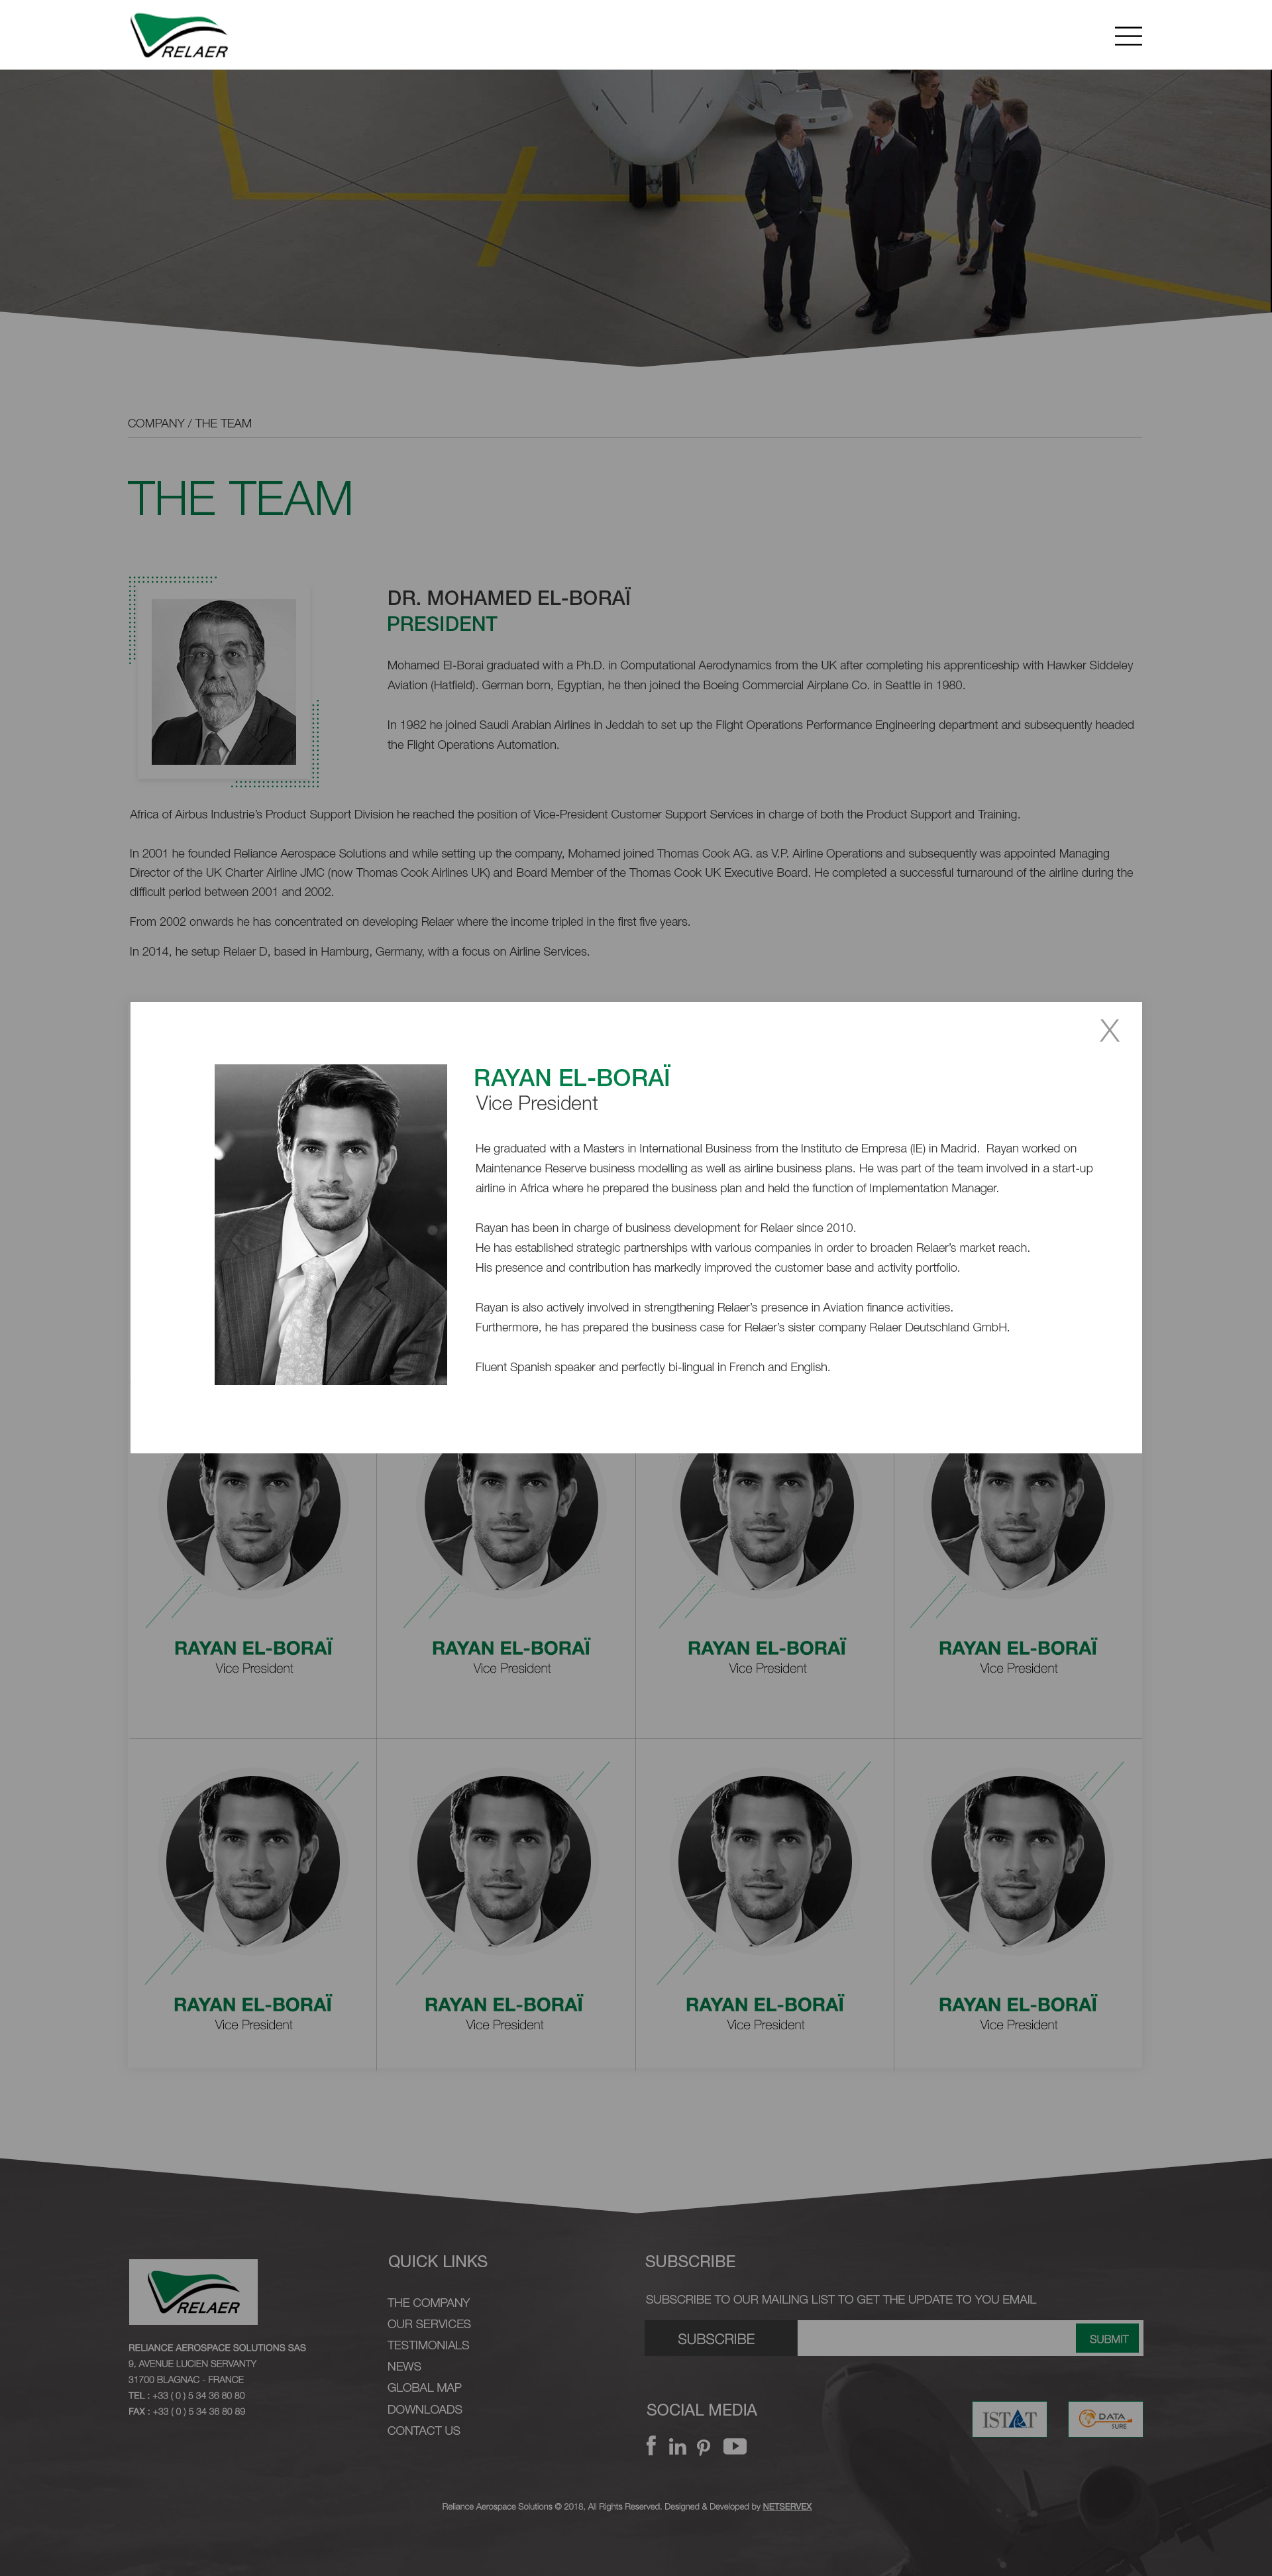 RELAER
COMPANY / THE TEAM
THE TEAM
DR. MOHAMED EL-BORAÏ
PRESIDENT
Mohamed El-Borai graduated with a Ph.D. in Computational Aerodynamics from the UK after completing his apprenticeship with Hawker Siddeley
Aviation (Hatfield). German born, Egyptian, he then joined the Boeing Commercial Airplane Co. in Seattle in 1980.
In 1982 he joined Saudi Arabian Airlines in Jeddah to set up the Flight Operations Performance Engineering department and subsequently headed
the Flight Operations Automation.
Africa of Airbus Industrie’s Product Support Division he reached the position of Vice-President Customer Support Services in charge of both the Product Support and Training.
In 2001 he founded Reliance Aerospace Solutions and while setting up the company, Mohamed joined Thomas Cook AG. as V.P. Airline Operations and subsequently was appointed Managing
Director of the UK Charter Airline JMC (now Thomas Cook Airlines UK) and Board Member of the Thomas Cook UK Executive Board. He completed a successful turnaround of the airline during the
difficult period between 2001 and 2002.
From 2002 onwards he has concentrated on developing Relaer where the income tripled in the first five years.
In 2014, he setup Relaer D, based in Hamburg, Germany, with a focus on Airline Services.
X
RAYAN EL-BORAÏ
Vice President
He graduated with a Masters in International Business from the Instituto de Empresa (IE) in Madrid.  Rayan worked on
Maintenance Reserve business modelling as well as airline business plans. He was part of the team involved in a start-up
airline in Africa where he prepared the business plan and held the function of Implementation Manager.
Rayan has been in charge of business development for Relaer since 2010.
He has established strategic partnerships with various companies in order to broaden Relaer’s market reach.
His presence and contribution has markedly improved the customer base and activity portfolio.
Rayan is also actively involved in strengthening Relaer’s presence in Aviation finance activities.
Furthermore, he has prepared the business case for Relaer’s sister company Relaer Deutschland GmbH.
Fluent Spanish speaker and perfectly bi-lingual in French and English.
RAYAN EL-BORAÏ
Vice President
RAYAN EL-BORAÏ
Vice President
RAYAN EL-BORAÏ
Vice President
RAYAN EL-BORAÏ
Vice President
RAYAN EL-BORAÏ
Vice President
RAYAN EL-BORAÏ
Vice President
RAYAN EL-BORAÏ
Vice President
RAYAN EL-BORAÏ
Vice President
RELAER
RELIANCE AEROSPACE SOLUTIONS SAS
9, AVENUE LUCIEN SERVANTY
31700 BLAGNAC - FRANCE
TEL : +33 ( 0 ) 5 34 36 80 80
FAX : +33 ( 0 ) 5 34 36 80 89
QUICK LINKS
THE COMPANY
OUR SERVICES
TESTIMONIALS
NEWS
GLOBAL MAP
DOWNLOADS
CONTACT US
SUBSCRIBE
SUBSCRIBE TO OUR MAILING LIST TO GET THE UPDATE TO YOU EMAIL
SUBSCRIBE
SUBMIT
SOCIAL MEDIA
ISTAT
DATA
SURE
Reliance Aerospace Solutions © 2018, All Rights Reserved. Designed & Developed by NETSERVEX